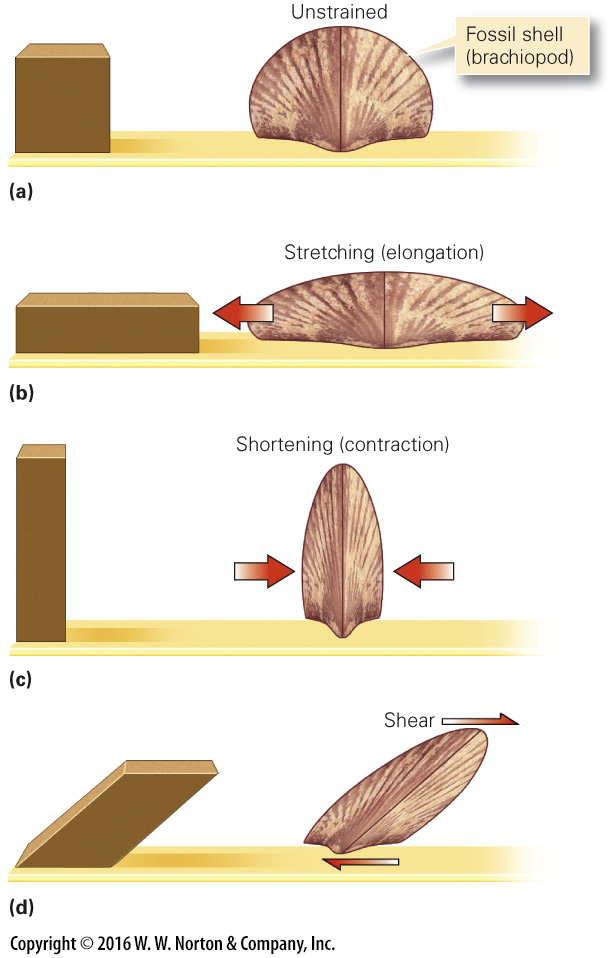 Unstrained
Fossil shell
(brachiopod)
(a)
Stretching (elongation)
(b)
Shortening (contraction)
(c)
Shear
(d)
Copyright © 2016 W. W. Norton & Company, Inc.